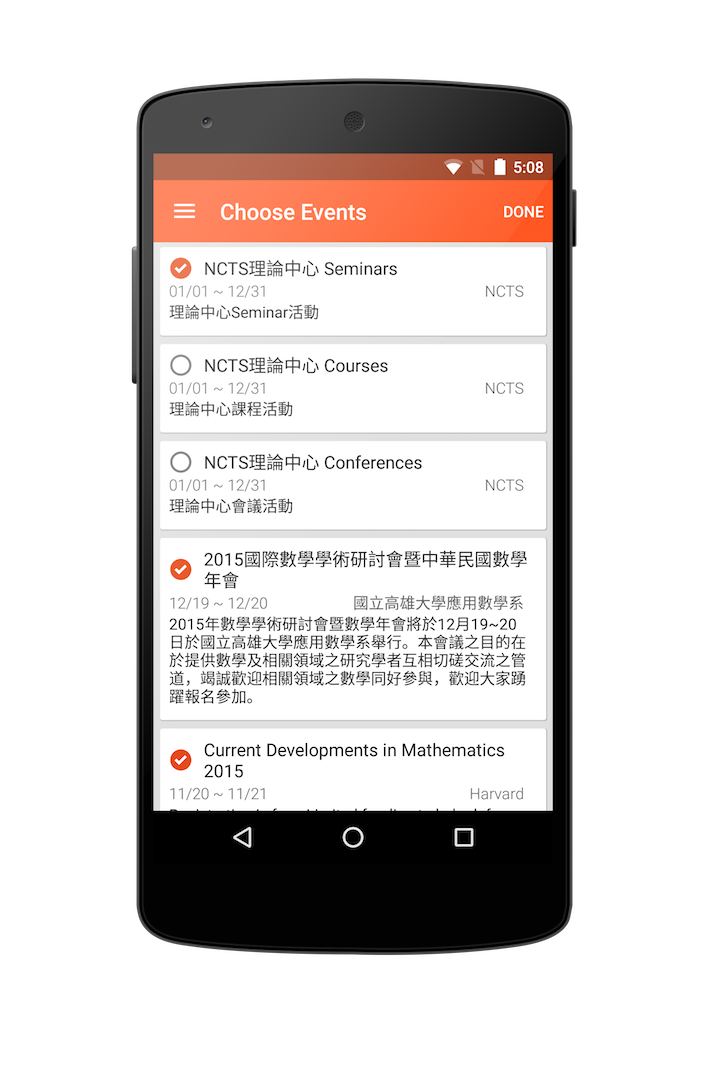 5:08
Choose Events
DONE
NCTS理論中心 Seminars
01/01 ~ 12/31
NCTS
理論中心Seminar活動
NCTS理論中心 Courses
01/01 ~ 12/31
NCTS
理論中心課程活動
NCTS理論中心 Conferences
01/01 ~ 12/31
NCTS
理論中心會議活動
2015國際數學學術研討會暨中華民國數學
年會
12/19 ~ 12/20
國立高雄大學應用數學系
2015年數學學術研討會暨數學年會將於12月19~20
日於國立高雄大學應用數學系舉行。本會議之目的在
於提供數學及相關領域之研究學者互相切磋交流之管
道，竭誠歡迎相關領域之數學同好參與，歡迎大家踴
躍報名參加。
Current Developments in Mathematics
2015
11/20 ~ 11/21
Harvard